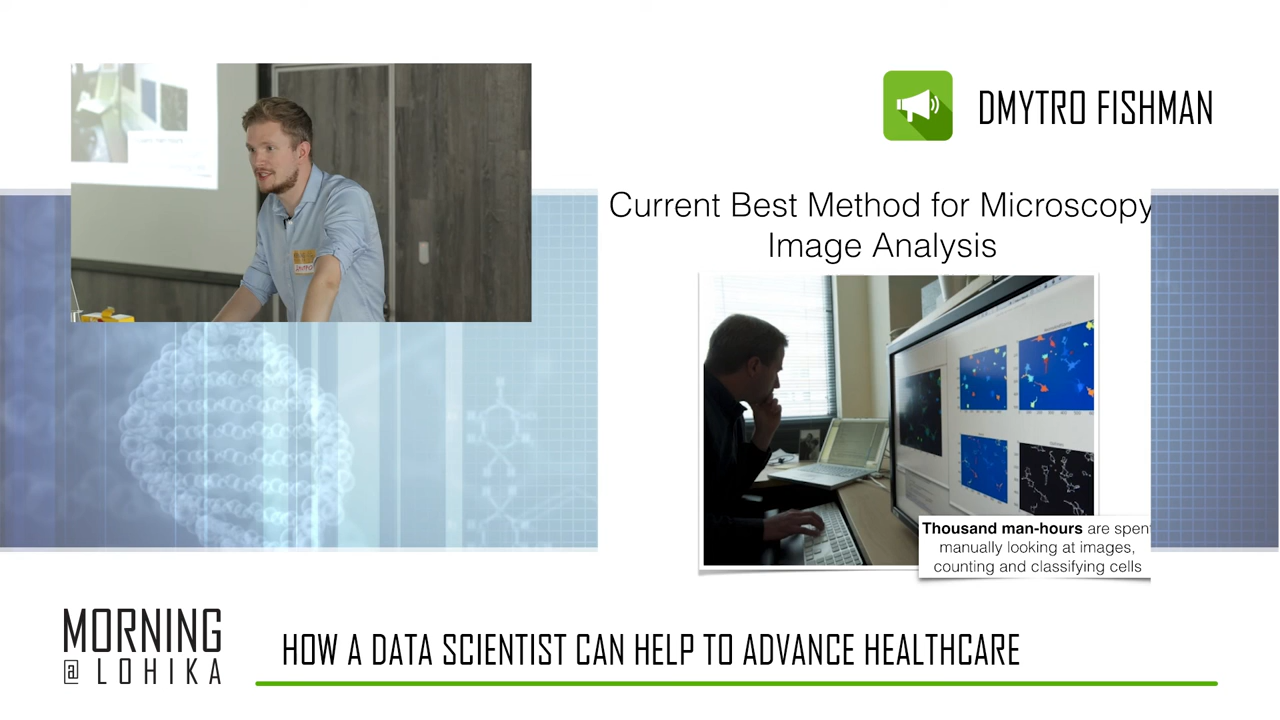 DMYTRO FISHMAN
Current Best Method for Microscopy
Image Analysis
Thousand man-hours are spent
manually looking at images,
counting and classifying cells
MORNING
@ LOHIKA
HOW A DATA SCIENTIST CAN HELP TO ADVANCE HEALTHCARE